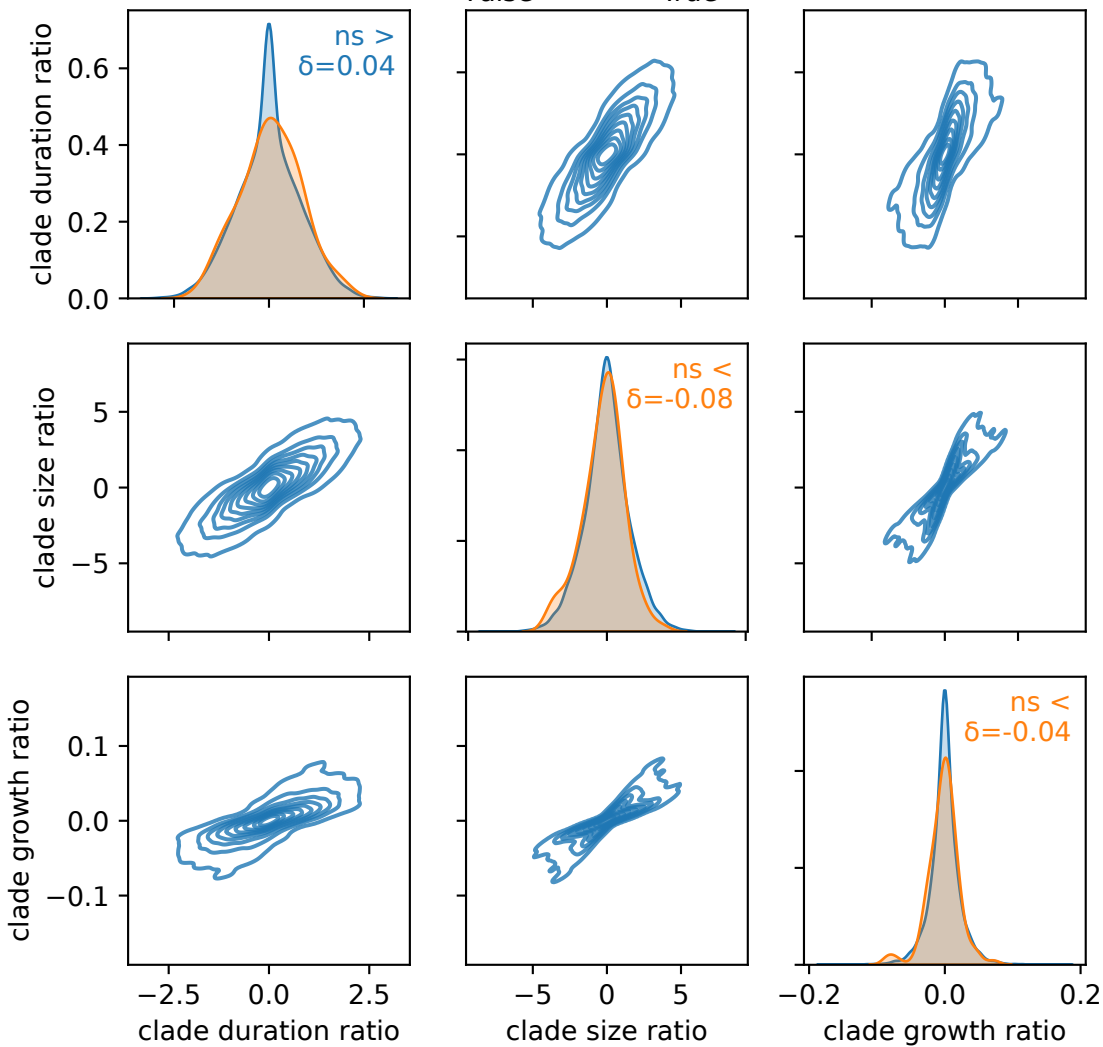 ns >
δ=0.04
clade duration ratio
0.6
0.4
0.2
0.0
ns <
δ=-0.08
clade size ratio
5
0
−5
ns <
δ=-0.04
clade growth ratio
0.1
0.0
−0.1
−2.5 0.0 2.5 −5 0 5 −0.2 0.0 0.2
clade duration ratio clade size ratio clade growth ratio